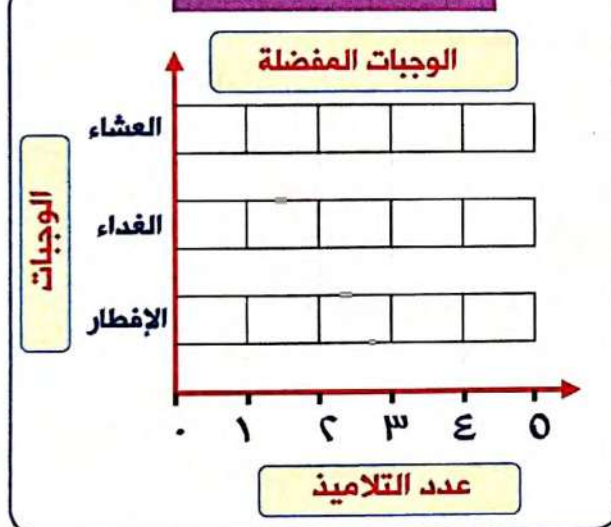 الوجبات المفضلة
العشاء
الغداء
الإفطار
الوجبات
٠ ١ ٢ ٣ ٤ ٥
عدد التلاميذ